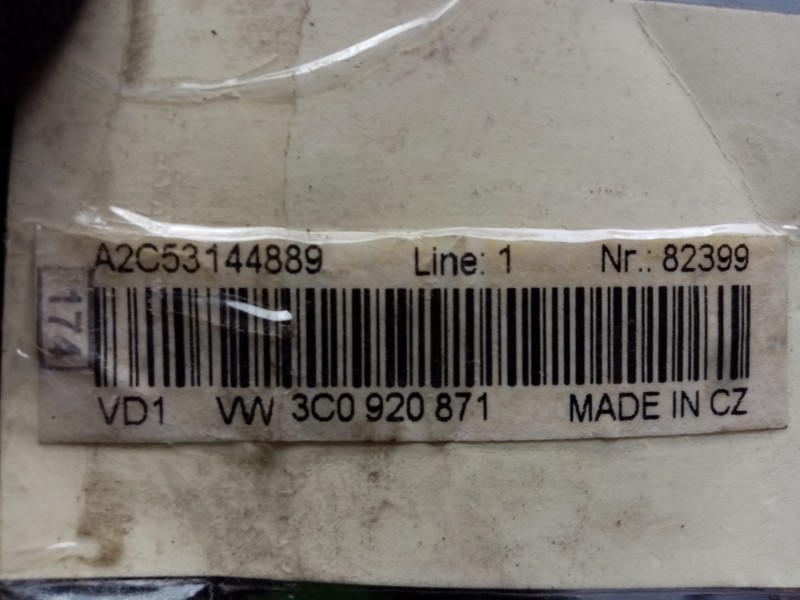 A2C53144889 Line: 1 Nr.: 82399
174
VD1 VW 3C0 920 871 MADE IN CZ